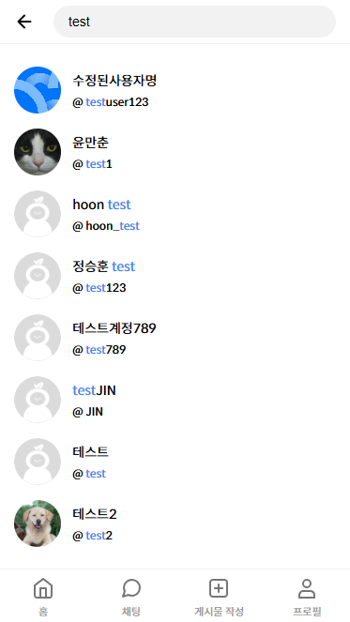 test
수정된사용자명
@ testuser123
윤만춘
@ test1
hoon test
@ hoon_test
정승훈 test
@ test123
테스트계정789
@ test789
testJIN
@ JIN
테스트
@ test
테스트2
@ test2
홈
채팅
게시물 작성
프로필